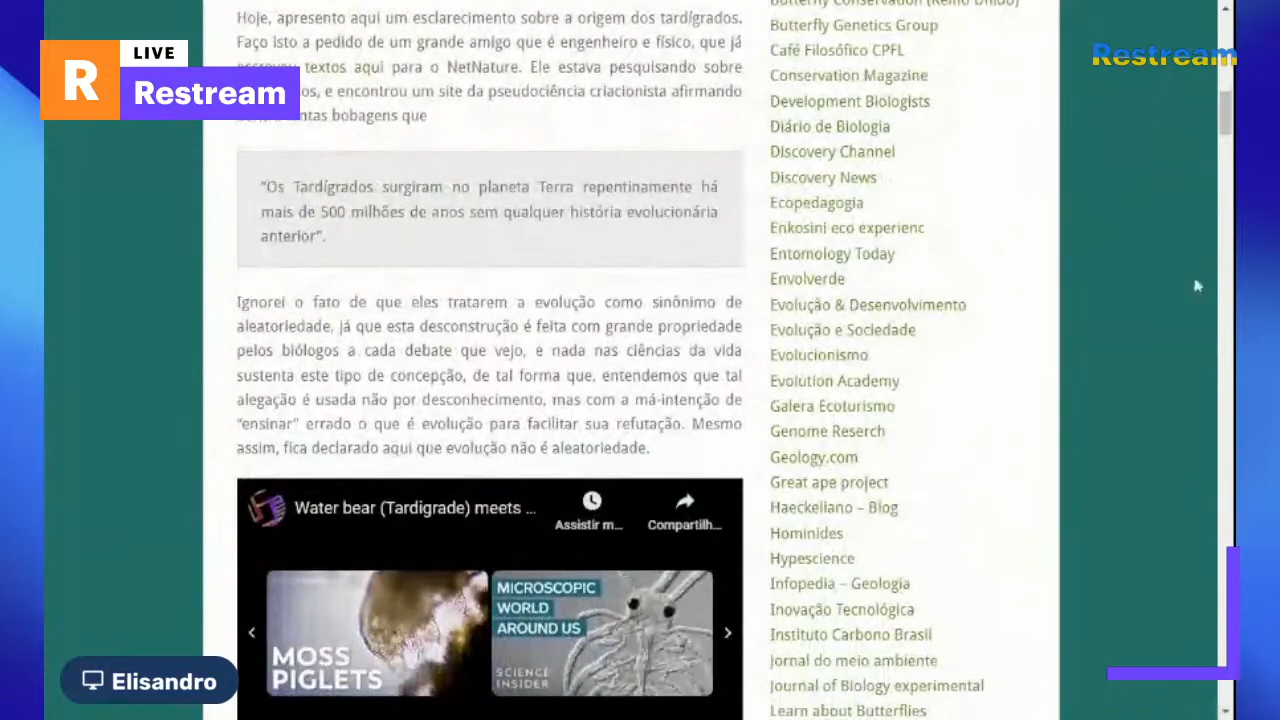 Hoje, apresento aqui um esclarecimento sobre a origem dos tardígrados.
Faço isto a pedido de um grande amigo que é engenheiro e físico, que já
textos aqui para o NetNature. Ele estava pesquisando sobre
e encontrou um site da pseudociência criacionista afirmando
tantas bobagens que
"Os Tardígrados surgiram no planeta Terra repentinamente há
mais de 500 milhões de anos sem qualquer história evolucionária
anterior".
Ignorei o fato de que eles tratarem a evolução como sinônimo de
aleatoriedade, já que esta desconstrução é feita com grande propriedade
pelos biólogos a cada debate que vejo, e nada nas ciências da vida
sustenta este tipo de concepção, de tal forma que, entendemos que tal
alegação é usada não por desconhecimento, mas com a má-intenção de
"ensinar" errado o que é evolução para facilitar sua refutação. Mesmo
assim, fica declarado aqui que evolução não é aleatoriedade.
Water bear (Tardigrade) meets ...
Assistir m...
Compartilh...
MOSS
PIGLETS
MICROSCOPIC
WORLD
AROUND US
SCIENCE
INSIDER
Butterfly Conservation (Reino Unido)
Butterfly Genetics Group
Café Filosófico CPFL
Conservation Magazine
Development Biologists
Diário de Biologia
Discovery Channel
Discovery News
Ecopedagogia
Enkosini eco experienc
Entomology Today
Envolverde
Evolução & Desenvolvimento
Evolução e Sociedade
Evolucionismo
Evolution Academy
Galera Ecoturismo
Genome Reserch
Geology.com
Great ape project
Haeckeliano – Blog
Hominides
Hypescience
Infopedia – Geologia
Inovação Tecnológica
Instituto Carbono Brasil
Jornal do meio ambiente
Journal of Biology experimental
Learn about Butterflies
R
LIVE
Restream
Restream
Elisandro